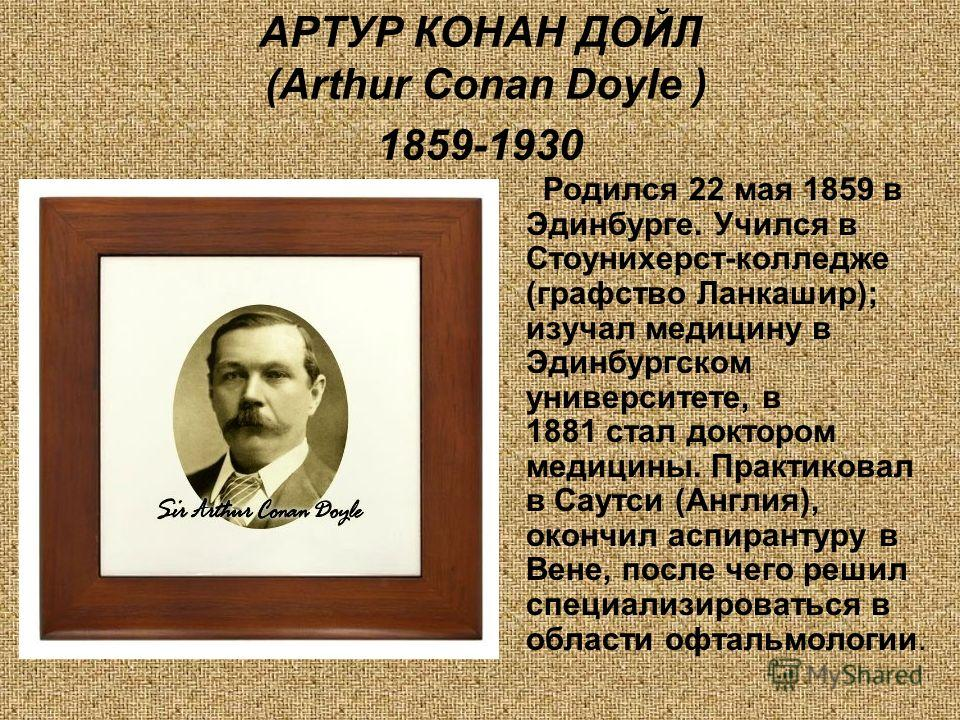 АРТУР КОНАН ДОЙЛ
(Arthur Conan Doyle )
1859-1930
Родился 22 мая 1859 в
Эдинбурге. Учился в
Стоунихерст-колледже
(графство Ланкашир);
изучал медицину в
Эдинбургском
университете, в
1881 стал доктором
медицины. Практиковал
в Саутси (Англия),
окончил аспирантуру в
Вене, после чего решил
специализироваться в
области офтальмологии.
Sir Arthur Conan Doyle
MyShared